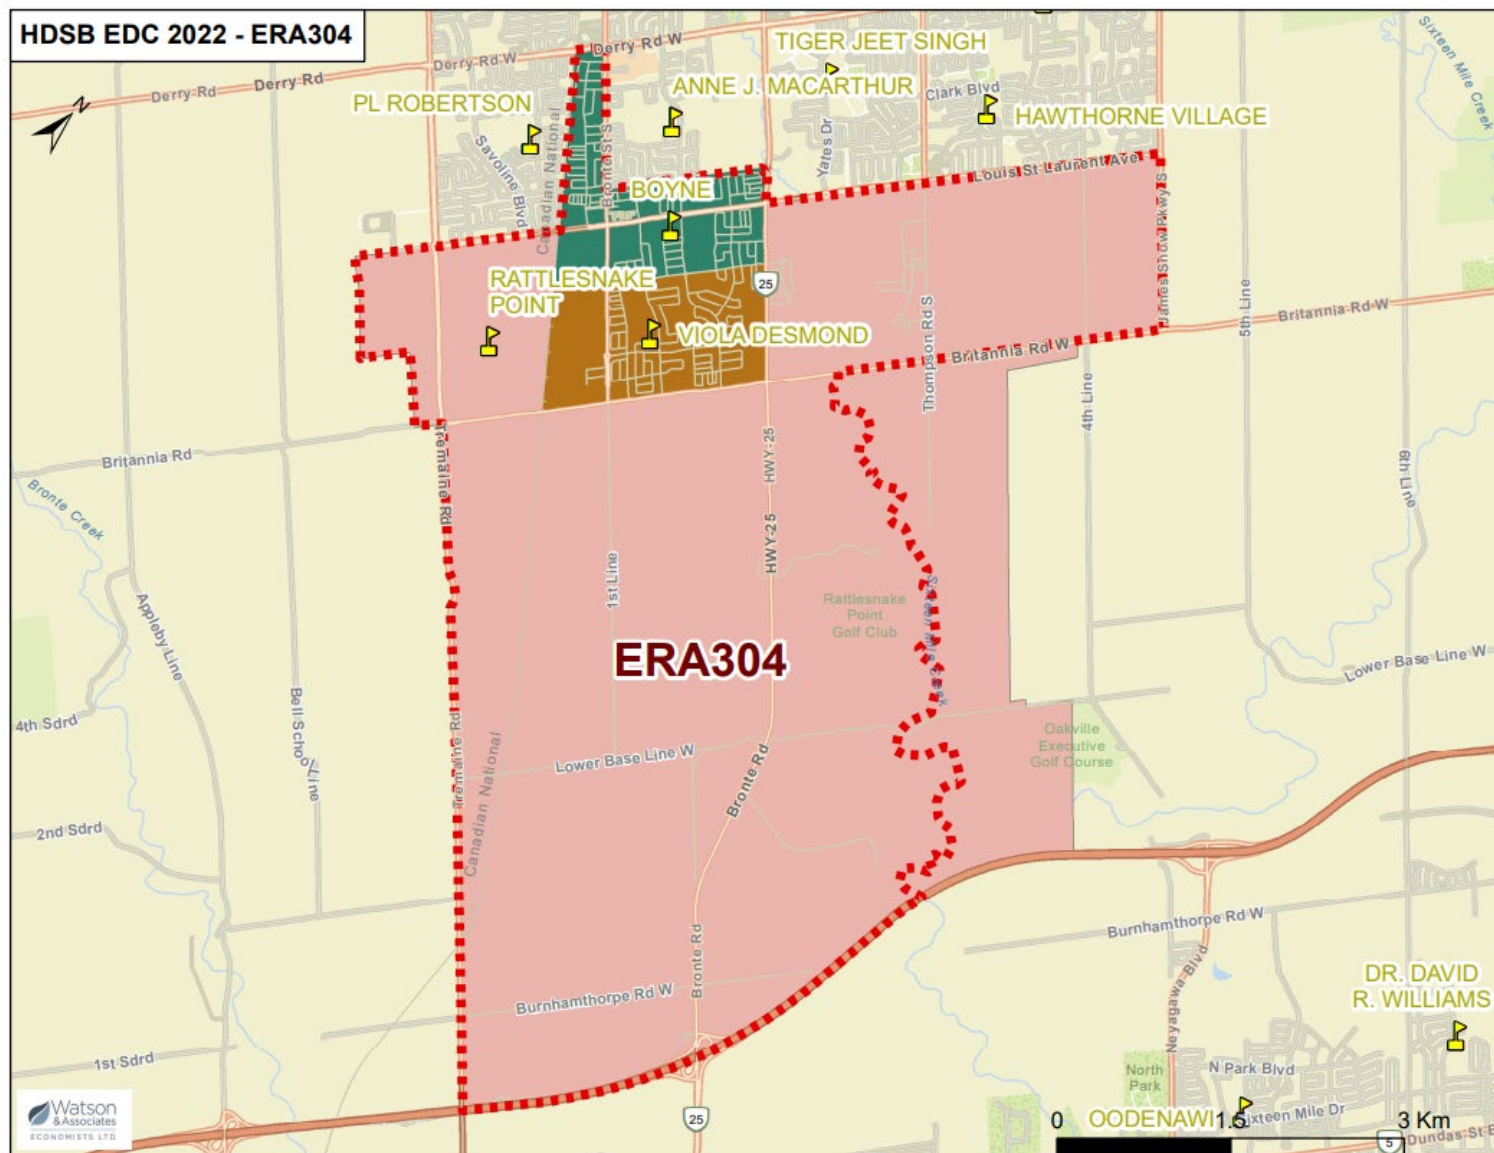 HDSB EDC 2022 - ERA304
Derry Rd W
TIGER JEET SINGH
Derry Rd W
Derry Rd
Derry Rd
ANNE J. MACARTHUR
Clark Blvd
PL ROBERTSON
HAWTHORNE VILLAGE
Sixteen Mile Creek
N
Savoline Blvd
Canadian National
Bronte St S
Yates Dr
Louis St Laurent Ave
BOYNE
James Snow Pkwy S
RATTLESNAKE
POINT
25
VIOLA DESMOND
Thompson Rd S
Britannia Rd W
5th Line
Britannia Rd W
4th Line
Tremaine Rd
Britannia Rd
HWY-25
6th Line
Bronte Creek
HWY-25
1st Line
Appleby Line
Rattlesnake
Point
Golf Club
Sixteen Mile Creek
ERA304
Lower Base Line W
Bell School Line
4th Sdrd
Tremaine Rd
Canadian National
Lower Base Line W
Bronte Rd
Oakville
Executive
Golf Course
2nd Sdrd
Burnhamthorpe Rd W
Bronte Rd
Neyagawa Blvd
DR. DAVID
R. WILLIAMS
Burnhamthorpe Rd W
1st Sdrd
North
Park
N Park Blvd
Watson
& Associates
ECONOMISTS LTD.
25
0
OODENAWI
1.5
Sixteen Mile Dr
3 Km
5
Dundas St E